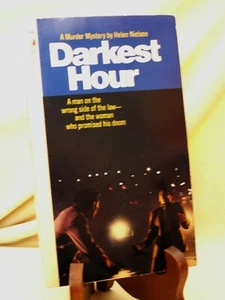 A Murder Mystery by Helen Nielsen
Darkest
Hour
A man on the
wrong side of the law—
and the woman
who promised his doom